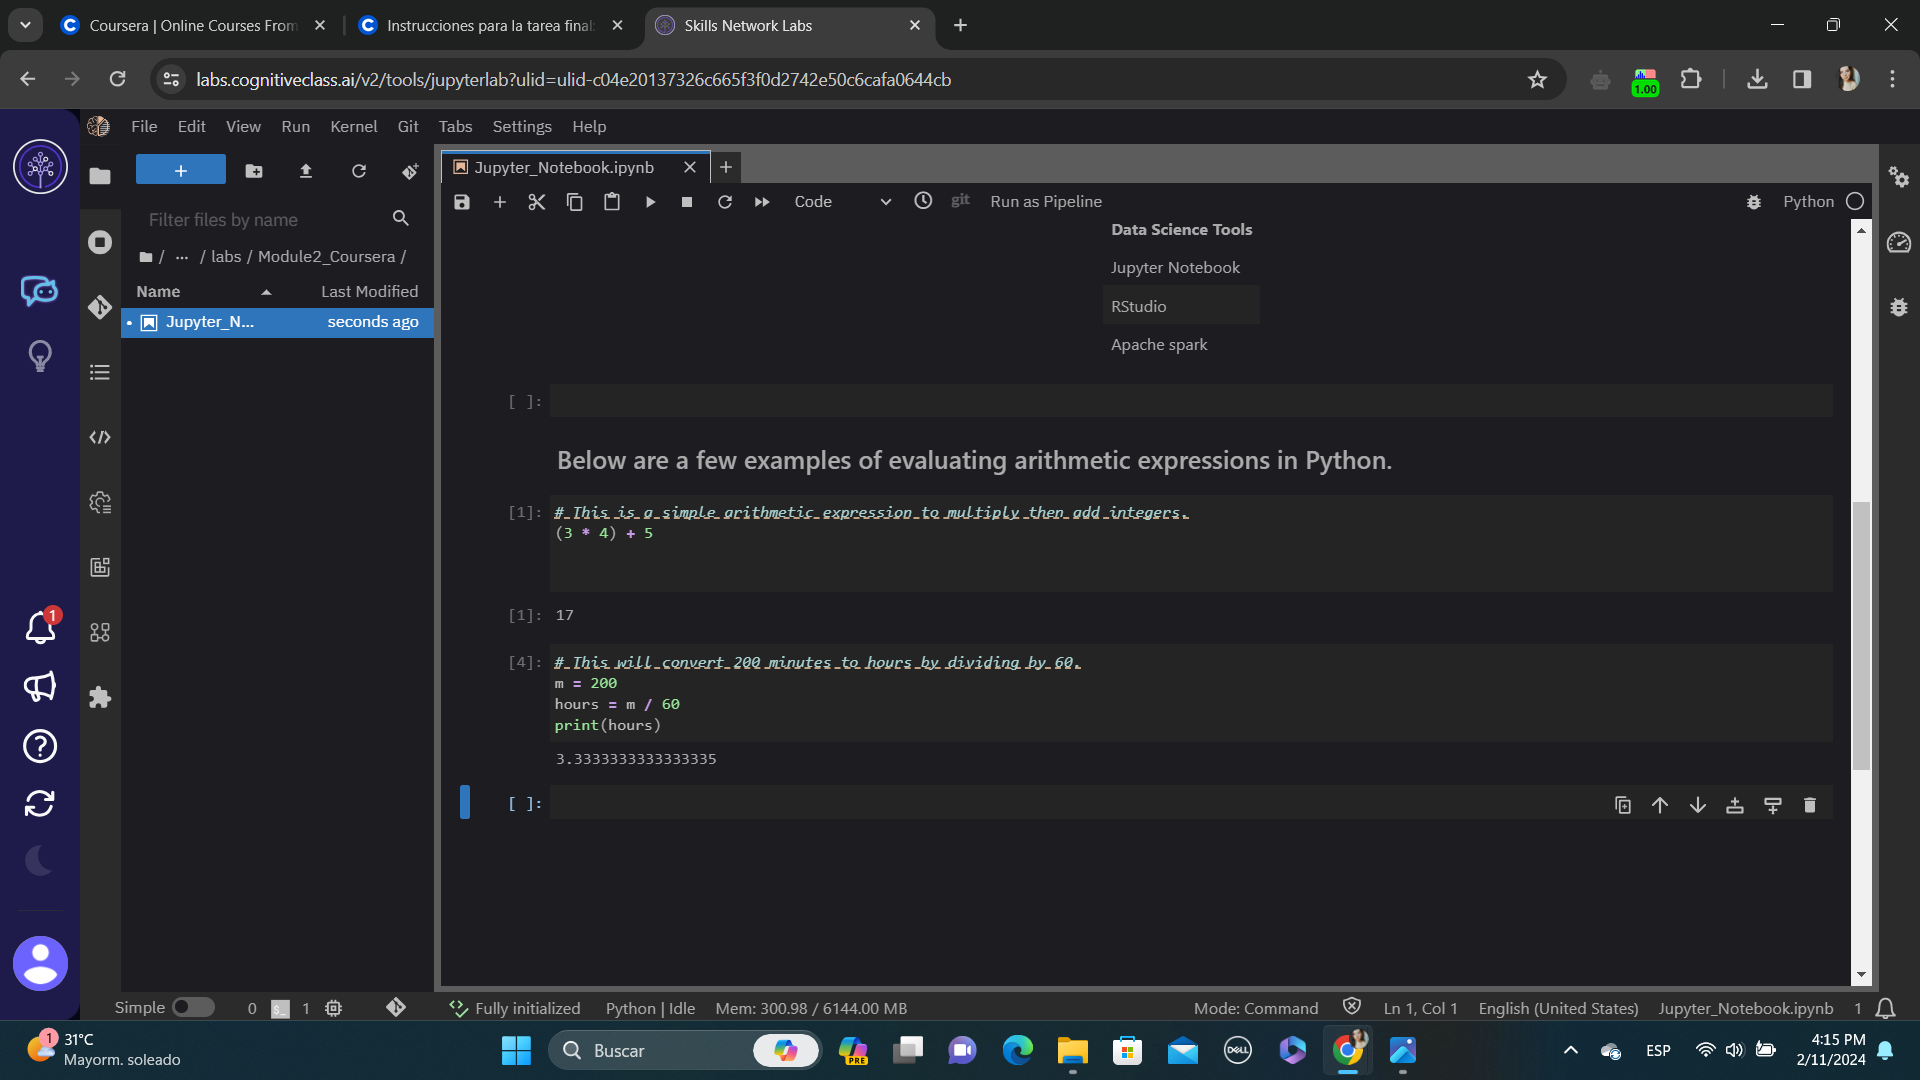 Coursera | Online Courses From
Instrucciones para la tarea final:
Skills Network Labs
labs.cognitiveclass.ai/v2/tools/jupyterlab?ulid=ulid-c04e20137326c665f3f0d2742e50c6cafa0644cb
1.00
File Edit View Run Kernel Git Tabs Settings Help
Jupyter_Notebook.ipynb
Filter files by name
/ ... / labs / Module2_Coursera /
Name Last Modified
Jupyter_N... seconds ago
Code git Run as Pipeline Python
Data Science Tools
Jupyter Notebook
RStudio
Apache spark
[ ]:
Below are a few examples of evaluating arithmetic expressions in Python.
[1]: # This is a simple arithmetic expression to multiply then add integers.
(3 * 4) + 5
[1]: 17
[4]: # This will convert 200 minutes to hours by dividing by 60.
m = 200
hours = m / 60
print(hours)
3.3333333333333335
[ ]:
1
Simple 0 $_ 1 Fully initialized Python | Idle Mem: 300.98 / 6144.00 MB Mode: Command Ln 1, Col 1 English (United States) Jupyter_Notebook.ipynb 1
1 31°C
Mayorm. soleado
Buscar
PRE
DELL
ESP
4:15 PM
2/11/2024